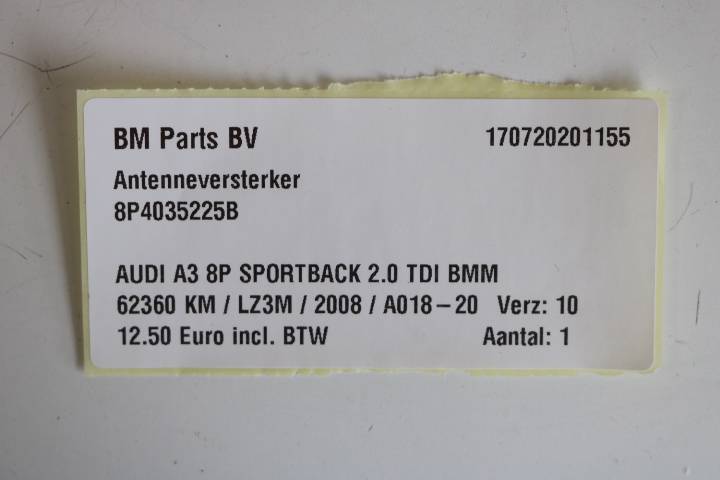 BM Parts BV 170720201155
Antenneversterker
8P4035225B
AUDI A3 8P SPORTBACK 2.0 TDI BMM
62360 KM / LZ3M / 2008 / A018-20 Verz: 10
12.50 Euro incl. BTW Aantal: 1